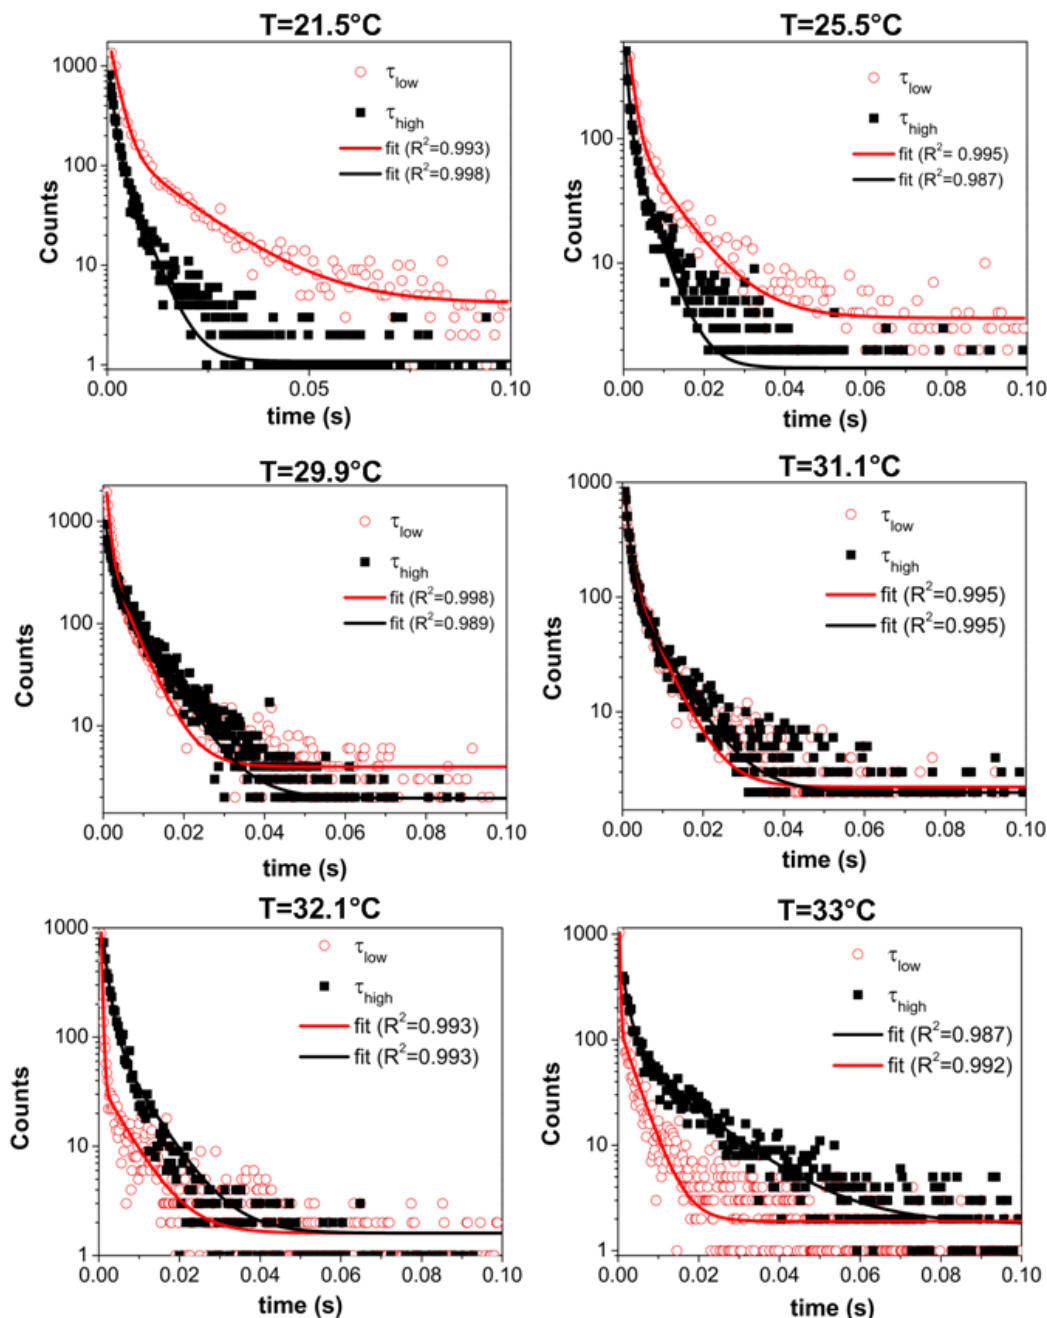 T=21.5°C
1000
100
10
1
0.00
0.05
0.10
Counts
time (s)
τlow
τhigh
fit (R²=0.993)
fit (R²=0.998)
T=25.5°C
100
10
0.00
0.02
0.04
0.06
0.08
0.10
Counts
time (s)
τlow
τhigh
fit (R²= 0.995)
fit (R²=0.987)
T=29.9°C
1000
100
10
0.00
0.02
0.04
0.06
0.08
0.10
Counts
time (s)
τlow
τhigh
fit (R²=0.998)
fit (R²=0.989)
T=31.1°C
1000
100
10
0.00
0.02
0.04
0.06
0.08
0.10
Counts
time (s)
τlow
τhigh
fit (R²=0.995)
fit (R²=0.995)
T=32.1°C
1000
100
10
1
0.00
0.02
0.04
0.06
0.08
0.10
Counts
time (s)
τlow
τhigh
fit (R²=0.993)
fit (R²=0.993)
T=33°C
1000
100
10
1
0.00
0.02
0.04
0.06
0.08
0.10
Counts
time (s)
τlow
τhigh
fit (R²=0.987)
fit (R²=0.992)